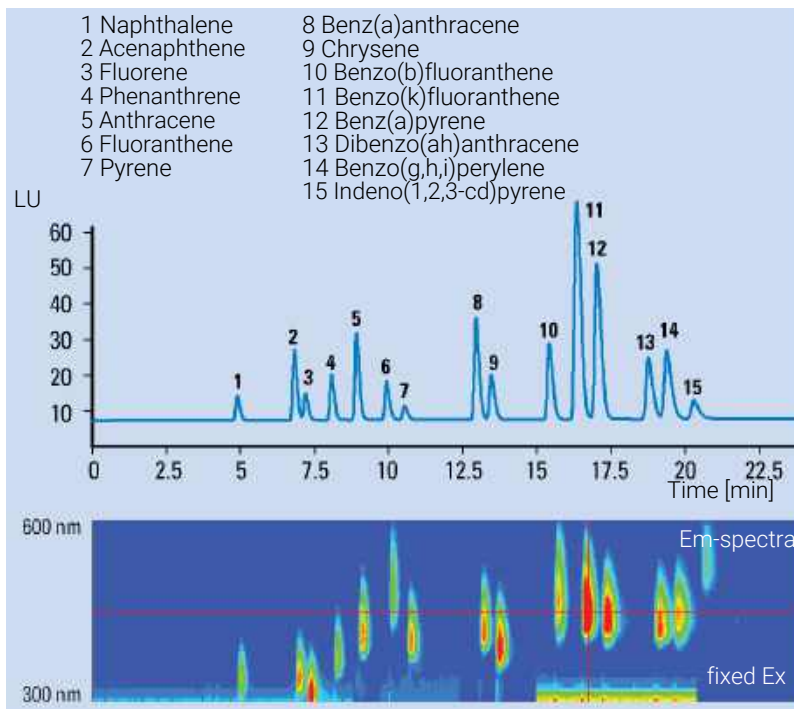 1 Naphthalene
2 Acenaphthene
3 Fluorene
4 Phenanthrene
5 Anthracene
6 Fluoranthene
7 Pyrene
8 Benz(a)anthracene
9 Chrysene
10 Benzo(b)fluoranthene
11 Benzo(k)fluoranthene
12 Benz(a)pyrene
13 Dibenzo(ah)anthracene
14 Benzo(g,h,i)perylene
15 Indeno(1,2,3-cd)pyrene
LU
60
50
40
30
20
10
1
2
3
4
5
6
7
8
9
10
11
12
13
14
15
0 2.5 5 7.5 10 12.5 15 17.5 20 22.5
Time [min]
600 nm
Em-spectra
fixed Ex
300 nm